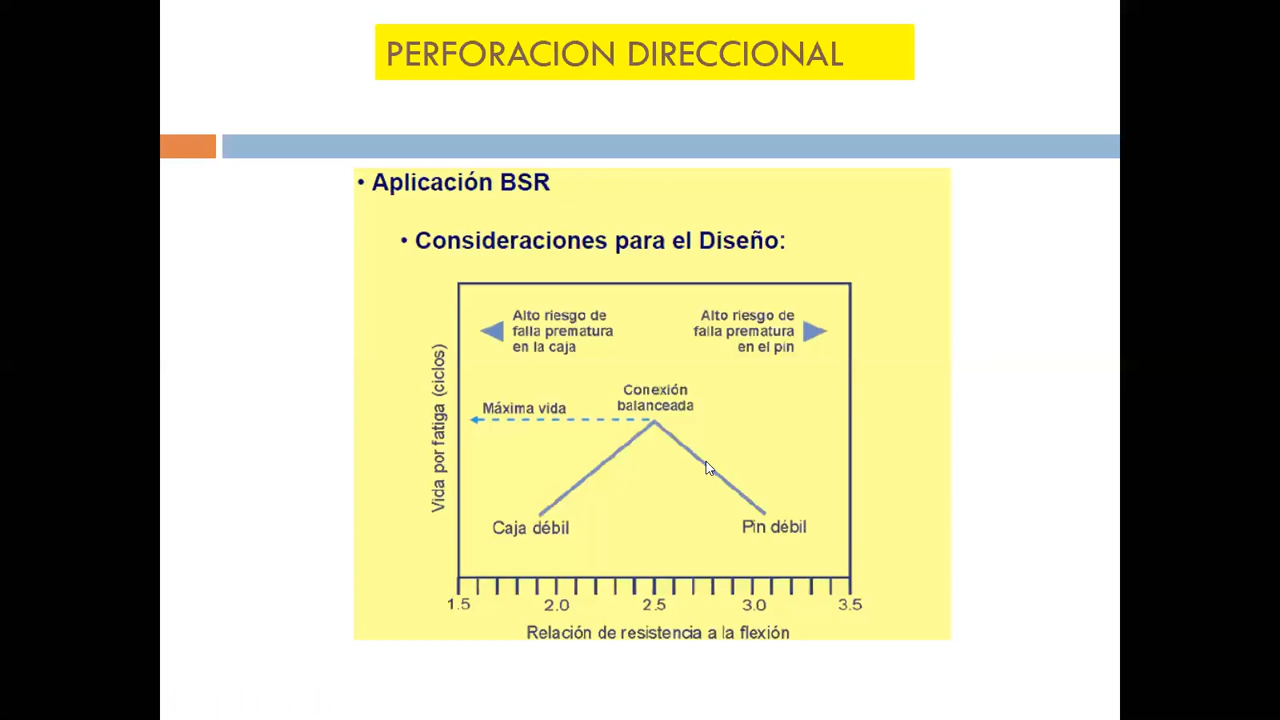 PERFORACION DIRECCIONAL
• Aplicación BSR
• Consideraciones para el Diseño:
Alto riesgo de
falla prematura
en la caja
Alto riesgo de
falla prematura
en el pin
Conexión
balanceada
Máxima vida
Vida por fatiga (ciclos)
Caja débil
Pin débil
1.5 2.0 2.5 3.0 3.5
Relación de resistencia a la flexión